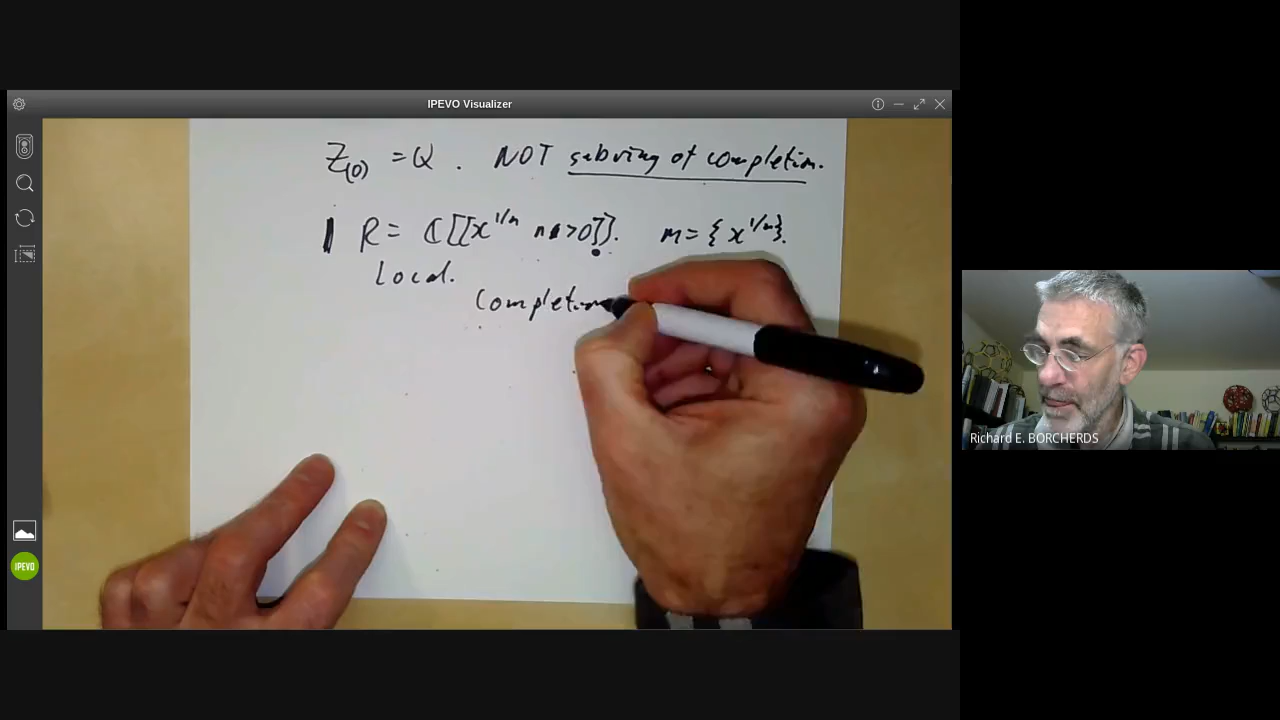 IPEVO Visualizer
Z(0) = Q . NOT subring of completion.
R = ℂ[[x^1/n n>0]]. m = {x^1/n}.
Local.
Completion
IPEVO
Richard E. BORCHERDS